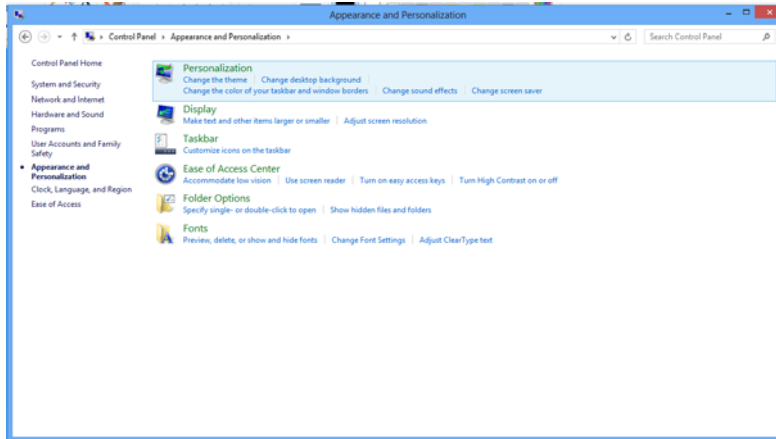 Appearance and Personalization
Control Panel › Appearance and Personalization ›
Search Control Panel
Control Panel Home
System and Security
Network and Internet
Hardware and Sound
Programs
User Accounts and Family
Safety
Appearance and
Personalization
Clock, Language, and Region
Ease of Access
Personalization
Change the theme | Change desktop background
Change the color of your taskbar and window borders | Change sound effects | Change screen saver
Display
Make text and other items larger or smaller | Adjust screen resolution
Taskbar
Customize icons on the taskbar
Ease of Access Center
Accommodate low vision | Use screen reader | Turn on easy access keys | Turn High Contrast on or off
Folder Options
Specify single- or double-click to open | Show hidden files and folders
Fonts
Preview, delete, or show and hide fonts | Change Font Settings | Adjust ClearType text